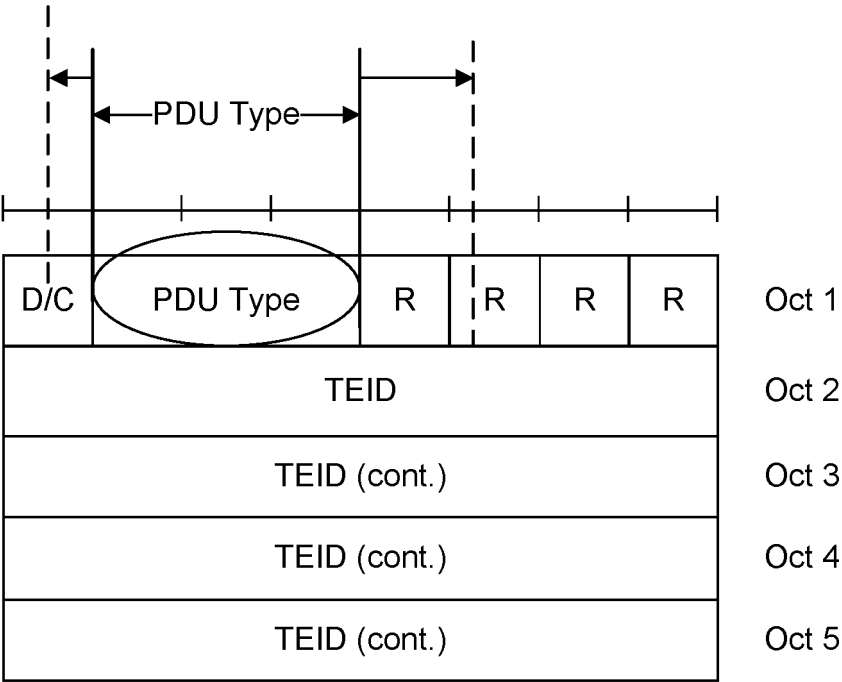 PDU Type
D/C PDU Type R R R R Oct 1
TEID Oct 2
TEID (cont.) Oct 3
TEID (cont.) Oct 4
TEID (cont.) Oct 5